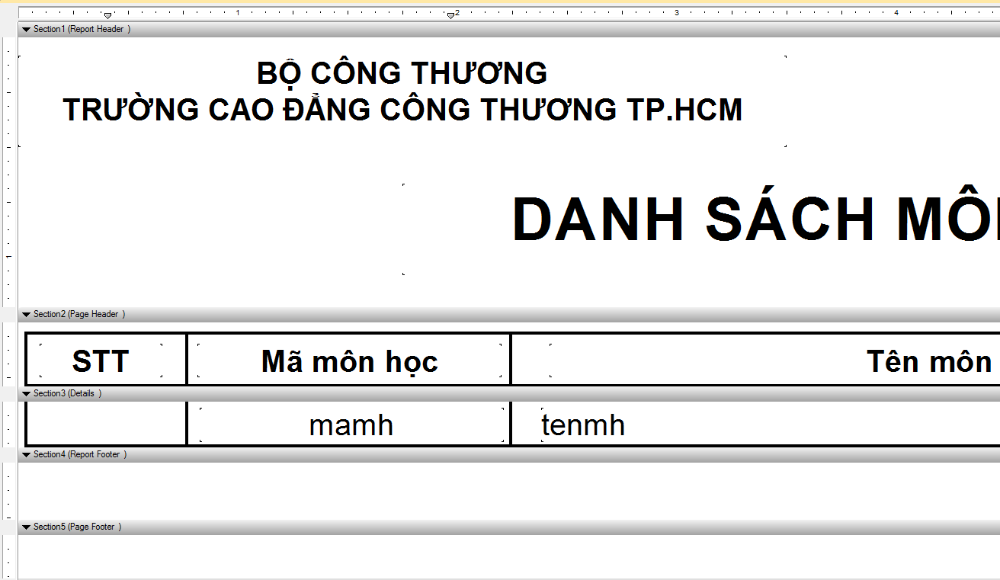 1 2 3 4
Section1 (Report Header )
BỘ CÔNG THƯƠNG
TRƯỜNG CAO ĐẲNG CÔNG THƯƠNG TP.HCM
1
DANH SÁCH MÔ
Section2 (Page Header )
STT Mã môn học Tên môn
Section3 (Details )
mamh tenmh
Section4 (Report Footer )
Section5 (Page Footer )